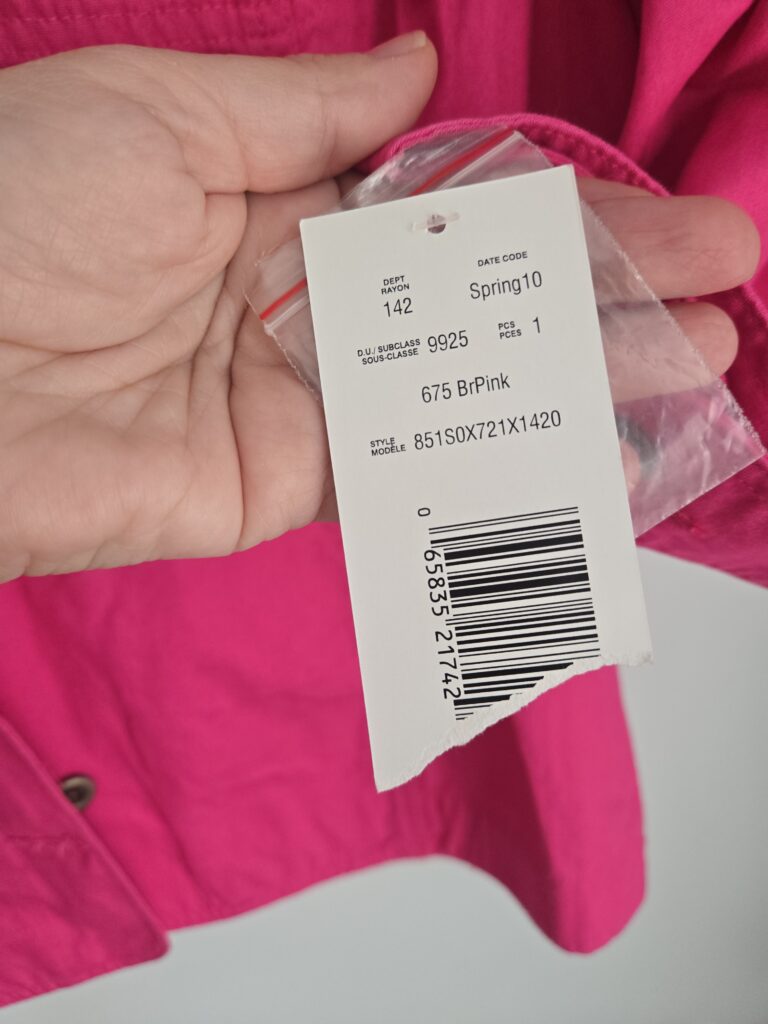 DATE CODE
Spring10
DEPT
RAYON
142
D.U./ SUBCLASS
SOUS-CLASSE
9925
PCS
PCES
1
675 BrPink
STYLE
MODÈLE
851S0X721X1420
0 65835 21742